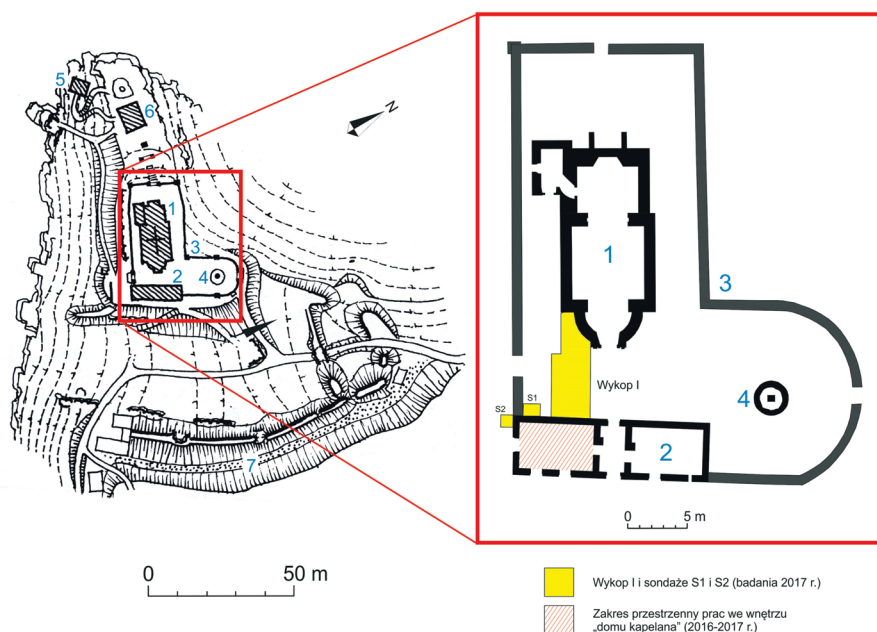 5
6
N
1
3
2
4
7
0
50 m
1
3
Wykop I
4
S2
S1
2
0
5 m
Wykop I i sondaże S1 i S2 (badania 2017 r.)
Zakres przestrzenny prac we wnętrzu
„domu kapelana” (2016-2017 r.)